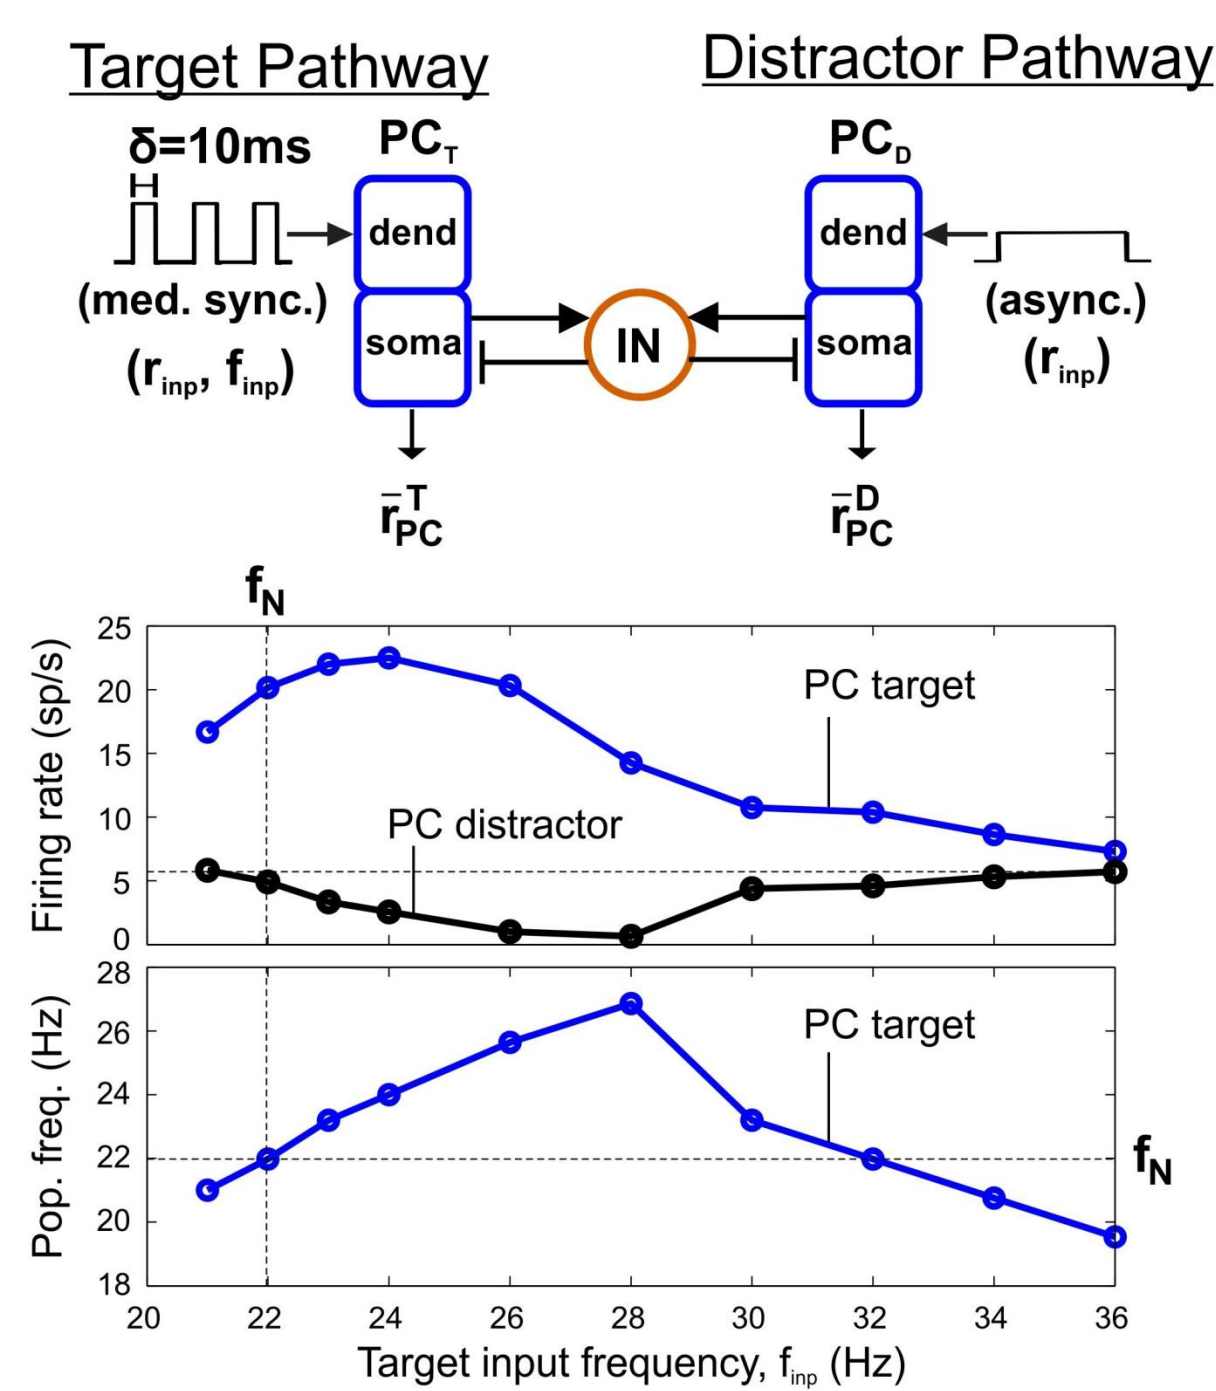 Target Pathway
Distractor Pathway
δ=10ms
PC_T
PC_D
dend
dend
(med. sync.)
(async.)
soma
IN
soma
(r_inp, f_inp)
(r_inp)
r̄_PC^T
r̄_PC^D
f_N
25
20
15
10
5
0
Firing rate (sp/s)
PC target
PC distractor
28
26
24
22
20
18
Pop. freq. (Hz)
PC target
f_N
20 22 24 26 28 30 32 34 36
Target input frequency, f_inp (Hz)